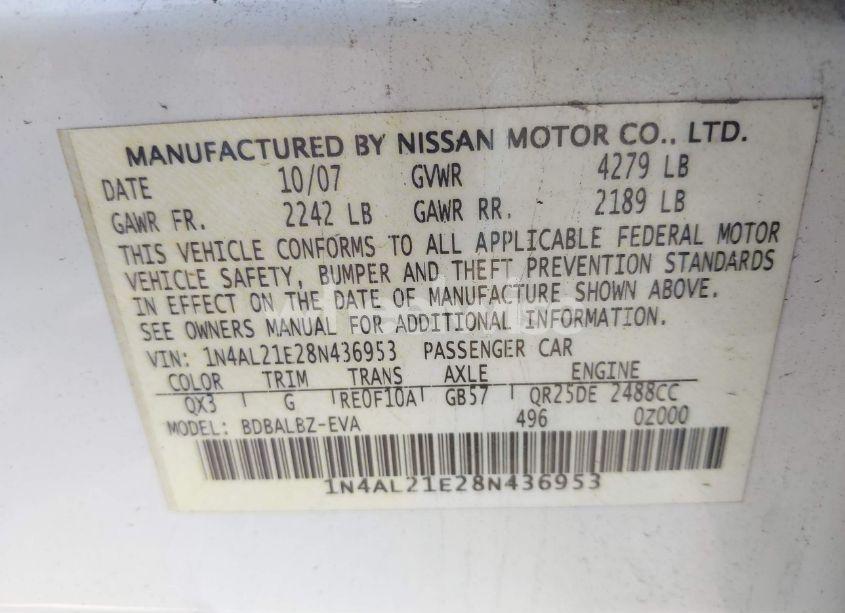 MANUFACTURED BY NISSAN MOTOR CO., LTD.
DATE 10/07 GVWR 4279 LB
GAWR FR. 2242 LB GAWR RR. 2189 LB
THIS VEHICLE CONFORMS TO ALL APPLICABLE FEDERAL MOTOR
VEHICLE SAFETY, BUMPER AND THEFT PREVENTION STANDARDS
IN EFFECT ON THE DATE OF MANUFACTURE SHOWN ABOVE.
SEE OWNERS MANUAL FOR ADDITIONAL INFORMATION.
VIN: 1N4AL21E28N436953 PASSENGER CAR
COLOR TRIM TRANS AXLE ENGINE
QX3 G RE0F10A GB57 QR25DE 2488CC
MODEL: BDBALBZ-EVA 496 0Z000
1N4AL21E28N436953